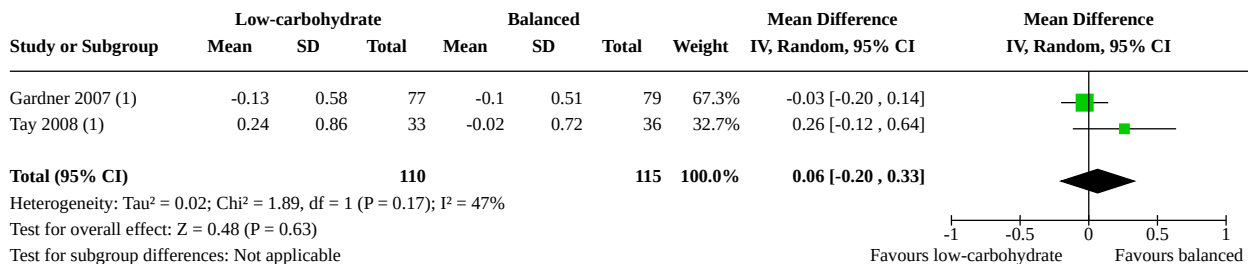 Low-carbohydrate Balanced Mean Difference Mean Difference
Study or Subgroup Mean SD Total Mean SD Total Weight IV, Random, 95% CI IV, Random, 95% CI
Gardner 2007 (1) -0.13 0.58 77 -0.1 0.51 79 67.3% -0.03 [-0.20 , 0.14]
Tay 2008 (1) 0.24 0.86 33 -0.02 0.72 36 32.7% 0.26 [-0.12 , 0.64]
Total (95% CI) 110 115 100.0% 0.06 [-0.20 , 0.33]
Heterogeneity: Tau² = 0.02; Chi² = 1.89, df = 1 (P = 0.17); I² = 47%
Test for overall effect: Z = 0.48 (P = 0.63)
Test for subgroup differences: Not applicable
-1 -0.5 0 0.5 1
Favours low-carbohydrate Favours balanced